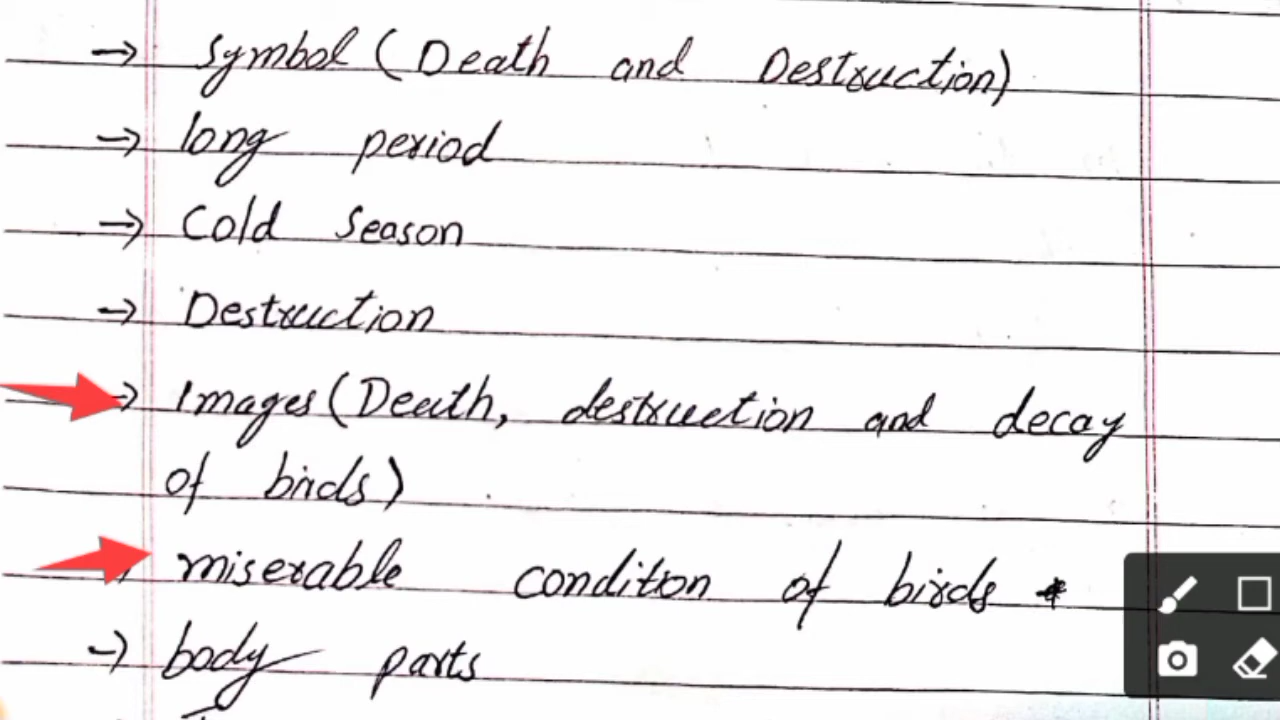 → Symbol (Death and Destruction)
→ long period
→ Cold Season
→ Destruction
→ Images (Death, destruction and decay
of birds)
miserable condition of birds
→ body parts